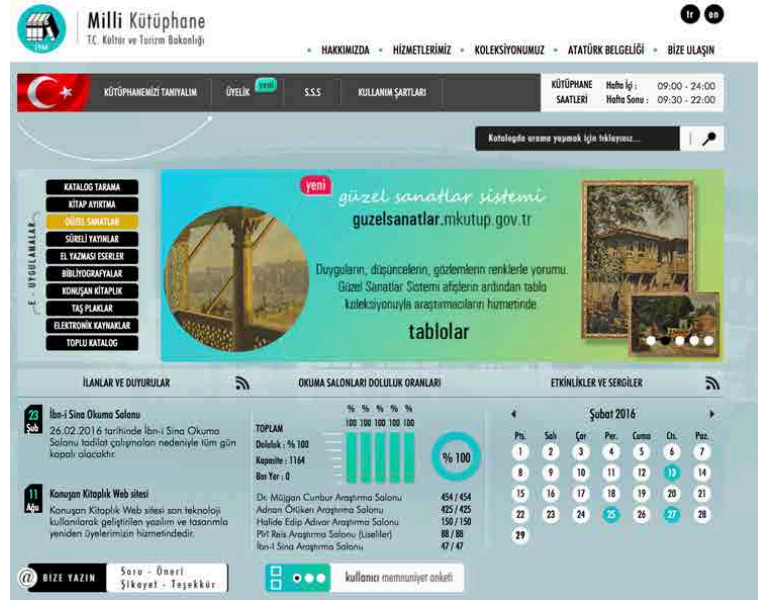 Milli Kütüphane
T.C. Kültür ve Turizm Bakanlığı
1946
tr en
HAKKIMIZDA HİZMETLERİMİZ KOLEKSİYONUMUZ ATATÜRK BELGELİĞİ BİZE ULAŞIN
KÜTÜPHANEMİZİ TANIYALIM ÜYELİK yeni S.S.S KULLANIM ŞARTLARI
KÜTÜPHANE SAATLERİ
Hafta İçi : 09:00 - 24:00
Hafta Sonu : 09:30 - 22:00
Katalogda arama yapmak için tıklayınız...
E - UYGULAMALAR
KATALOG TARAMA
KİTAP AYIRTMA
GÜZEL SANATLAR
SÜRELİ YAYINLAR
EL YAZMASI ESERLER
BİBLİYOGRAFYALAR
KONUŞAN KİTAPLIK
TAŞ PLAKLAR
ELEKTRONİK KAYNAKLAR
TOPLU KATALOG
yeni
güzel sanatlar sistemi
guzelsanatlar.mkutup.gov.tr
Duyguların, düşüncelerin, gözlemlerin renklerle yorumu.
Güzel Sanatlar Sistemi afişlerin ardından tablo
koleksiyonuyla araştırmacıların hizmetinde.
tablolar
İLANLAR VE DUYURULAR
23 Şub
İbn-i Sina Okuma Salonu
26.02.2016 tarihinde İbn-i Sina Okuma
Salonu tadilat çalışmaları nedeniyle tüm gün
kapalı olacaktır.
11 Ağu
Konuşan Kitaplık Web sitesi
Konuşan Kitaplık Web sitesi son teknoloji
kullanılarak geliştirilen yazılım ve tasarımla
yeniden üyelerimizin hizmetindedir.
OKUMA SALONLARI DOLULUK ORANLARI
% % % % %
100 100 100 100 100
TOPLAM
Doluluk : % 100
Kapasite : 1164
Boş Yer : 0
% 100
Dr. Müjgan Cunbur Araştırma Salonu 454 / 454
Adnan Ötüken Araştırma Salonu 425 / 425
Halide Edip Adıvar Araştırma Salonu 150 / 150
Pîrî Reis Araştırma Salonu (Liseliler) 88 / 88
İbn-i Sina Araştırma Salonu 47 / 47
ETKİNLİKLER VE SERGİLER
Şubat 2016
Pts. Salı Çar Per. Cuma Cts. Paz.
1 2 3 4 5 6 7
8 9 10 11 12 13 14
15 16 17 18 19 20 21
22 23 24 25 26 27 28
29
@ BİZE YAZIN
Soru - Öneri
Şikayet - Teşekkür
kullanıcı memnuniyet anketi